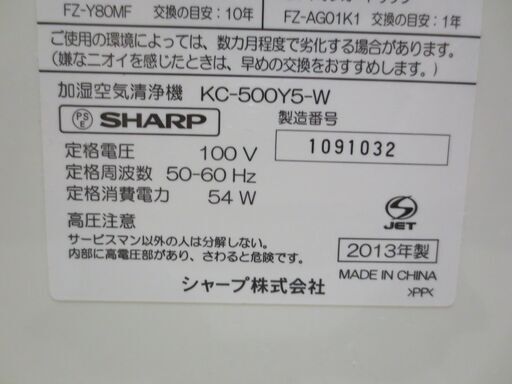 FZ-Y80MF 交換の目安：10年
FZ-AG01K1 交換の目安：1年
ご使用の環境によっては、数カ月程度で劣化する場合があります。
(嫌なニオイを感じたときは、早めの交換をおすすめします。)
加湿空気清浄機 KC-500Y5-W
PS E SHARP
製造番号
1091032
定格電圧 100 V
定格周波数 50-60 Hz
定格消費電力 54 W
高圧注意
サービスマン以外の人は分解しない。
内部に高電圧部があり、さわると危険です。
S
JET
2013年製
MADE IN CHINA
シャープ株式会社
>PP<